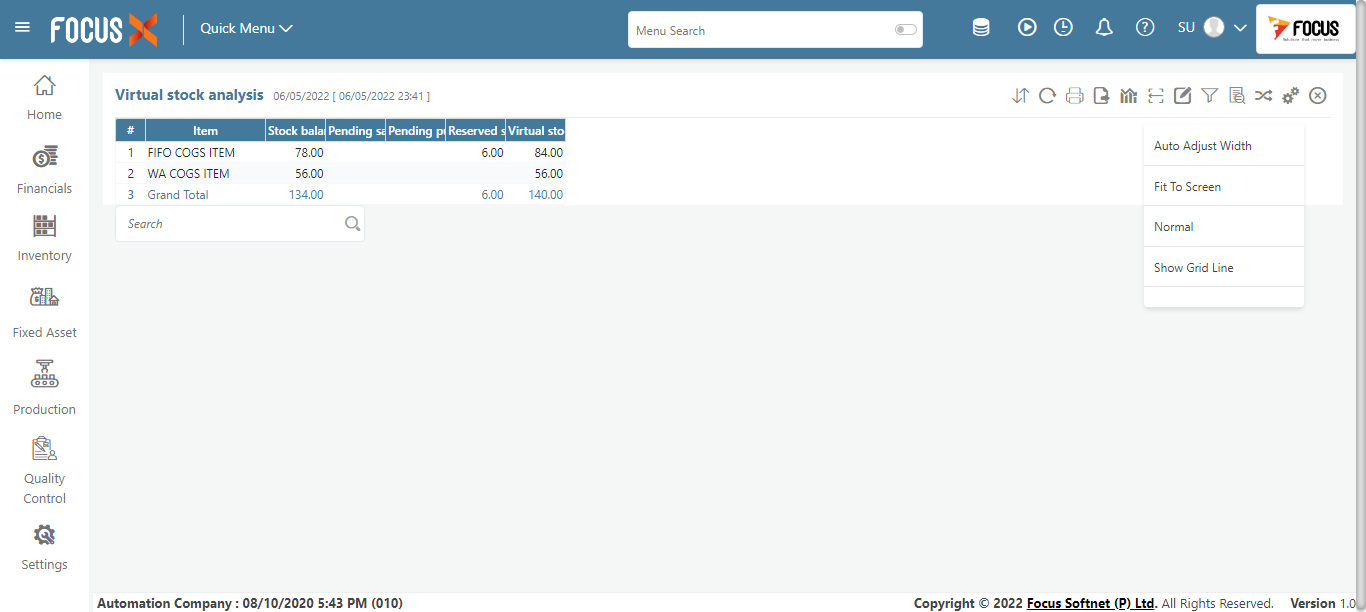 FOCUS X
Quick Menu
Menu Search
SU
FOCUS
Home
Financials
Inventory
Fixed Asset
Production
Quality
Control
Settings
Virtual stock analysis 06/05/2022 [ 06/05/2022 23:41 ]
# Item Stock balar Pending sa Pending pu Reserved s Virtual sto
1 FIFO COGS ITEM 78.00 6.00 84.00
2 WA COGS ITEM 56.00 56.00
3 Grand Total 134.00 6.00 140.00
Search
Auto Adjust Width
Fit To Screen
Normal
Show Grid Line
Automation Company : 08/10/2020 5:43 PM (010)
Copyright © 2022 Focus Softnet (P) Ltd. All Rights Reserved. Version 1.0